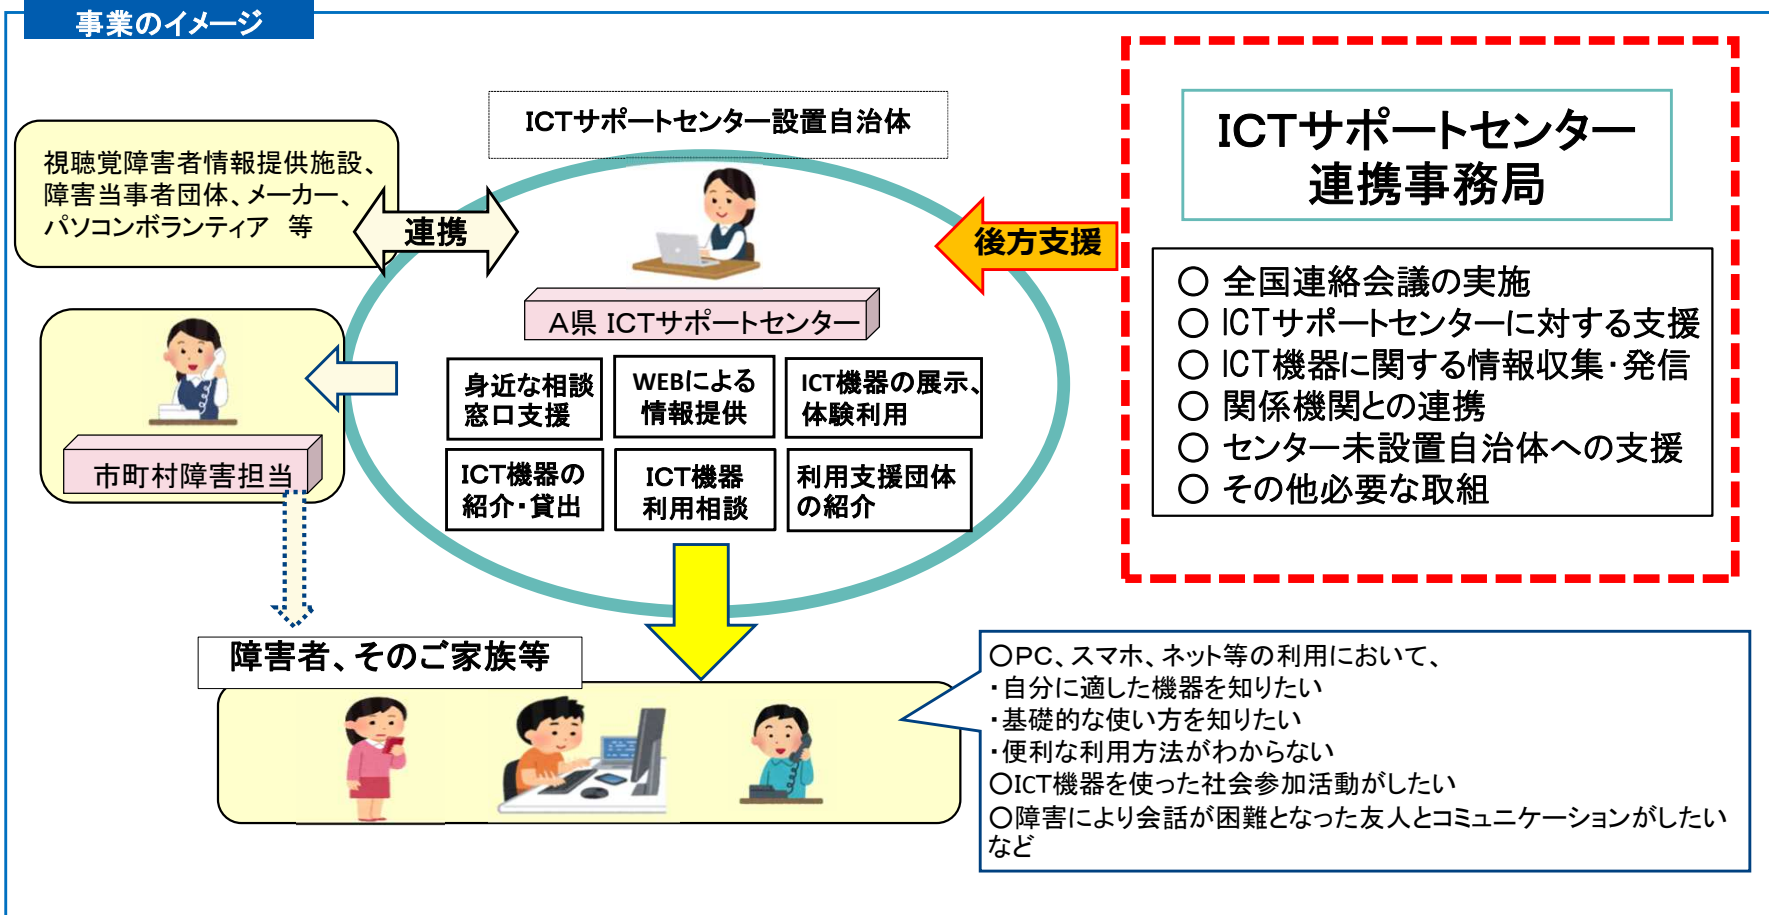 事業のイメージ
ICTサポートセンター設置自治体
視聴覚障害者情報提供施設、
障害当事者団体、メーカー、
パソコンボランティア 等
連携
後方支援
A県 ICTサポートセンター
身近な相談
窓口支援
WEBによる
情報提供
ICT機器の展示、
体験利用
ICT機器の
紹介・貸出
ICT機器
利用相談
利用支援団体
の紹介
市町村障害担当
ICTサポートセンター
連携事務局
○ 全国連絡会議の実施
○ ICTサポートセンターに対する支援
○ ICT機器に関する情報収集・発信
○ 関係機関との連携
○ センター未設置自治体への支援
○ その他必要な取組
障害者、そのご家族等
○PC、スマホ、ネット等の利用において、
・自分に適した機器を知りたい
・基礎的な使い方を知りたい
・便利な利用方法がわからない
○ICT機器を使った社会参加活動がしたい
○障害により会話が困難となった友人とコミュニケーションがしたい
など